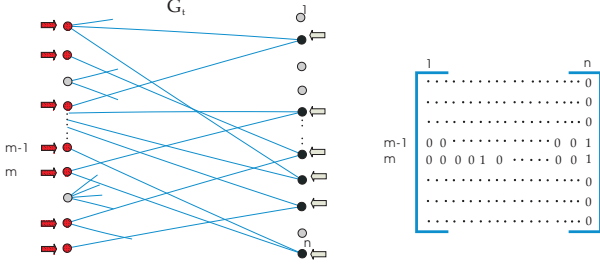 G_t
1
m-1
m
n
1 n
.......................0
.......................0
.......................0
m-1 0 0 ................ 0 0 1
m 0 0 0 0 1 0 ...... 0 0 1
.......................0
.......................0
.......................0